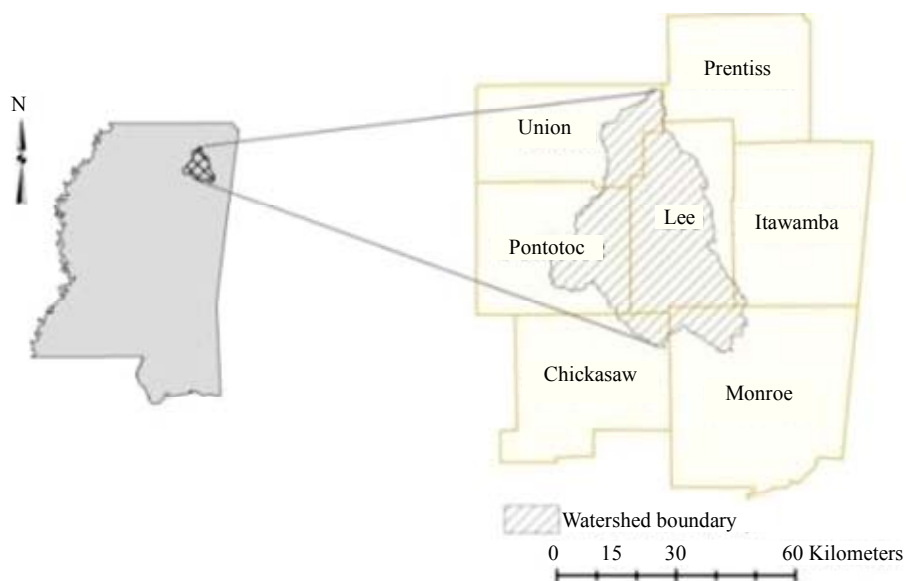 N
Prentiss
Union
Lee
Itawamba
Pontotoc
Chickasaw
Monroe
Watershed boundary
0 15 30 60 Kilometers